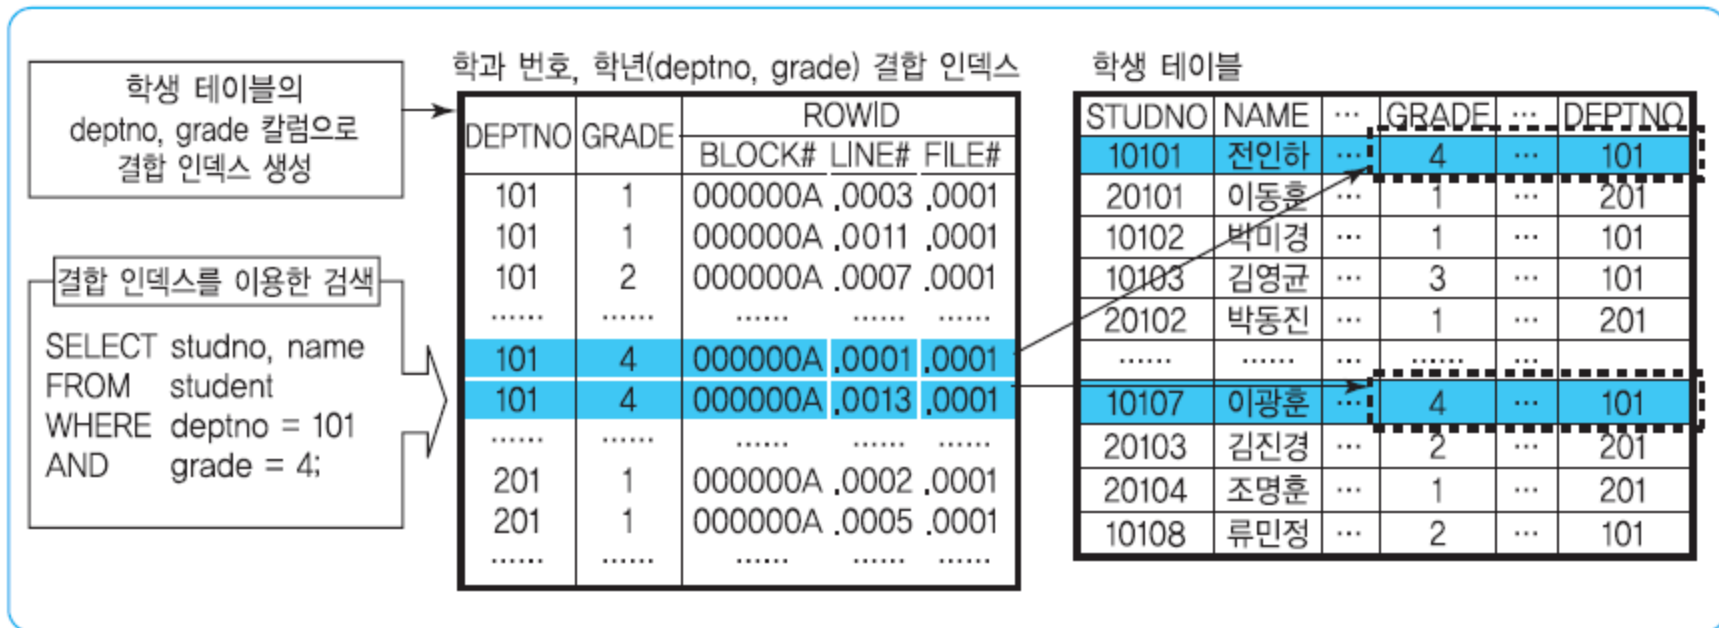 학생 테이블의
deptno, grade 칼럼으로
결합 인덱스 생성
결합 인덱스를 이용한 검색
SELECT studno, name
FROM student
WHERE deptno = 101
AND grade = 4;
학과 번호, 학년(deptno, grade) 결합 인덱스
DEPTNO GRADE ROWID
BLOCK# LINE# FILE#
101 1 000000A .0003 .0001
101 1 000000A .0011 .0001
101 2 000000A .0007 .0001
...... ...... ...... ...... ......
101 4 000000A .0001 .0001
101 4 000000A .0013 .0001
...... ...... ...... ...... ......
201 1 000000A .0002 .0001
201 1 000000A .0005 .0001
...... ...... ...... ...... ......
학생 테이블
STUDNO NAME ... GRADE ... DEPTNO
10101 전인하 ... 4 ... 101
20101 이동훈 ... 1 ... 201
10102 박미경 ... 1 ... 101
10103 김영균 ... 3 ... 101
20102 박동진 ... 1 ... 201
...... ...... ... ...... ...
10107 이광훈 ... 4 ... 101
20103 김진경 ... 2 ... 201
20104 조명훈 ... 1 ... 201
10108 류민정 ... 2 ... 101